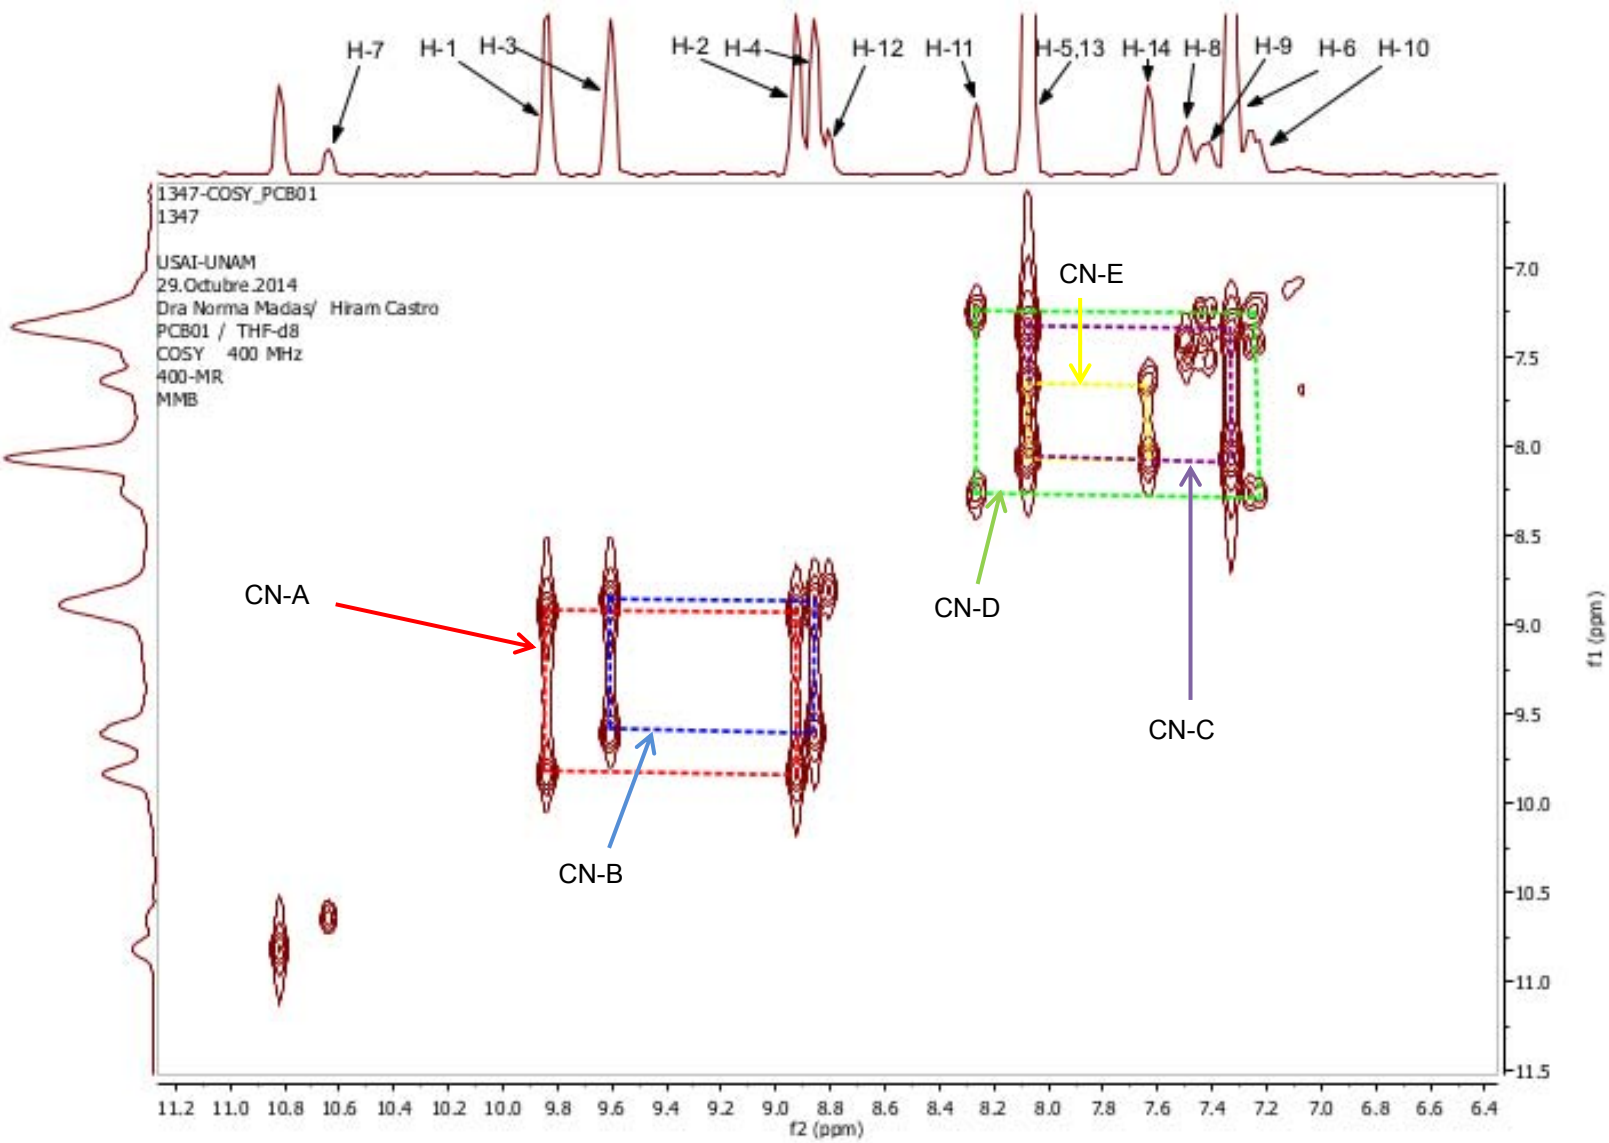 H-7 H-1 H-3 H-2 H-4 H-12 H-11 H-5,13 H-14 H-8 H-9 H-6 H-10
1347-COSY_PCB01
1347
USAI-UNAM
29.Octubre.2014
Dra Norma Macias/ Hiram Castro
PCB01 / THF-d8
COSY 400 MHz
400-MR
MMB
CN-E
CN-A
CN-D
CN-C
CN-B
7.0
7.5
8.0
8.5
9.0
9.5
10.0
10.5
11.0
11.5
f1 (ppm)
11.2 11.0 10.8 10.6 10.4 10.2 10.0 9.8 9.6 9.4 9.2 9.0 8.8 8.6 8.4 8.2 8.0 7.8 7.6 7.4 7.2 7.0 6.8 6.6 6.4
f2 (ppm)